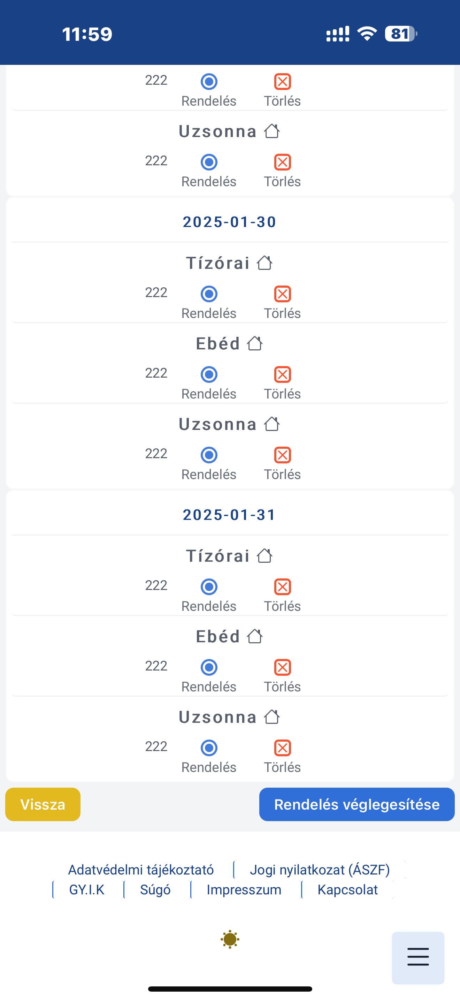 11:59
81
222
Rendelés Törlés
Uzsonna
222
Rendelés Törlés
2025-01-30
Tízórai
222
Rendelés Törlés
Ebéd
222
Rendelés Törlés
Uzsonna
222
Rendelés Törlés
2025-01-31
Tízórai
222
Rendelés Törlés
Ebéd
222
Rendelés Törlés
Uzsonna
222
Rendelés Törlés
Vissza Rendelés véglegesítése
Adatvédelmi tájékoztató Jogi nyilatkozat (ÁSZF)
GY.I.K Súgó Impresszum Kapcsolat